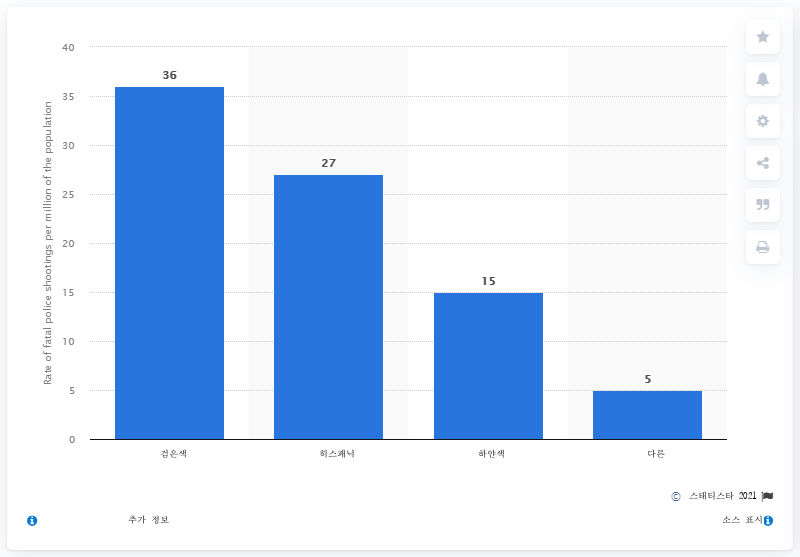 40
35
30
25
20
15
10
5
0
Rate of fatal police shootings per million of the population
36
27
15
5
검은색
히스패닉
하얀색
다른
© 스태티스타 2021
추가 정보
소스 표시